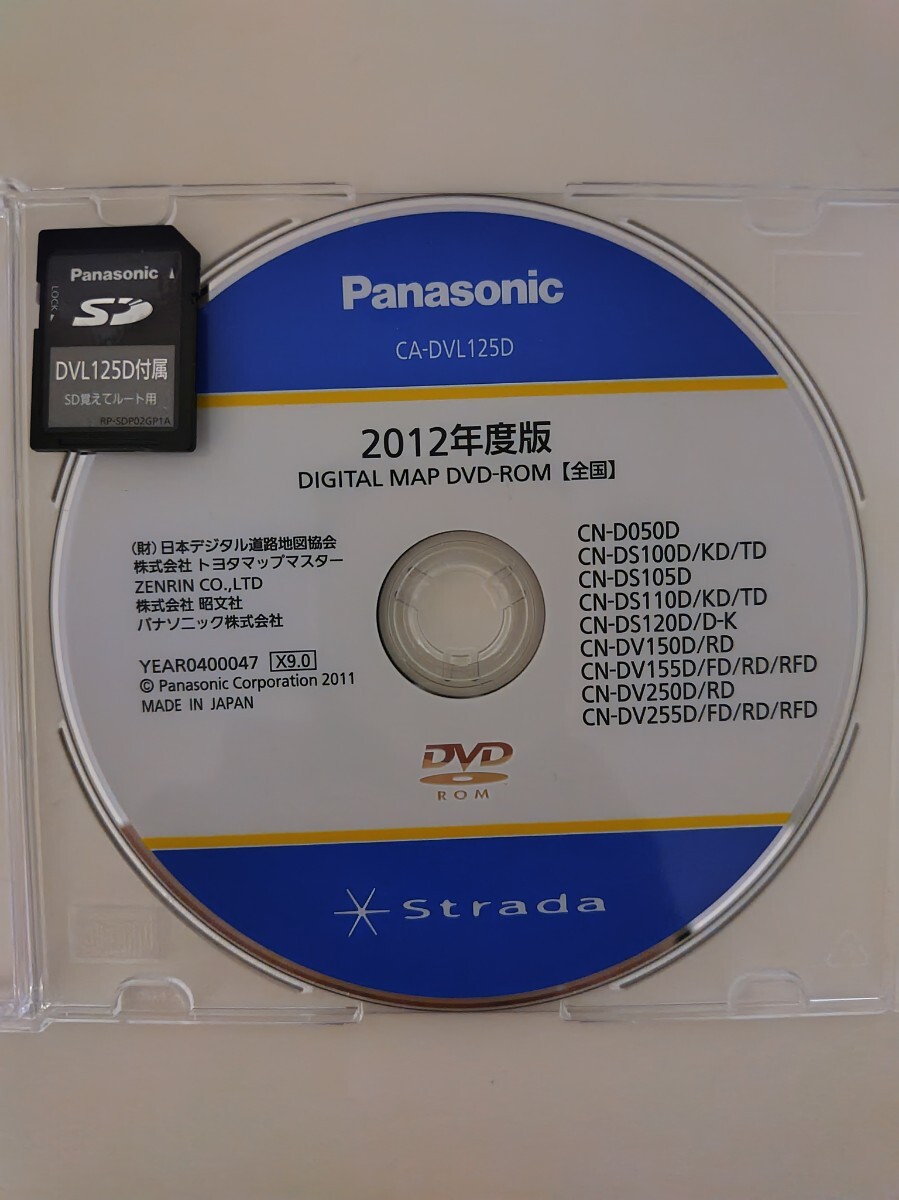 Panasonic
LOCK
SD
DVL125D付属
SD覚えてルート用
RP-SDP02GP1A
Panasonic
CA-DVL125D
2012年度版
DIGITAL MAP DVD-ROM【全国】
(財)日本デジタル道路地図協会
株式会社 トヨタマップマスター
ZENRIN CO.,LTD
株式会社 昭文社
パナソニック株式会社
YEAR0400047 X9.0
© Panasonic Corporation 2011
MADE IN JAPAN
CN-D050D
CN-DS100D/KD/TD
CN-DS105D
CN-DS110D/KD/TD
CN-DS120D/D-K
CN-DV150D/RD
CN-DV155D/FD/RD/RFD
CN-DV250D/RD
CN-DV255D/FD/RD/RFD
DVD
ROM
Strada